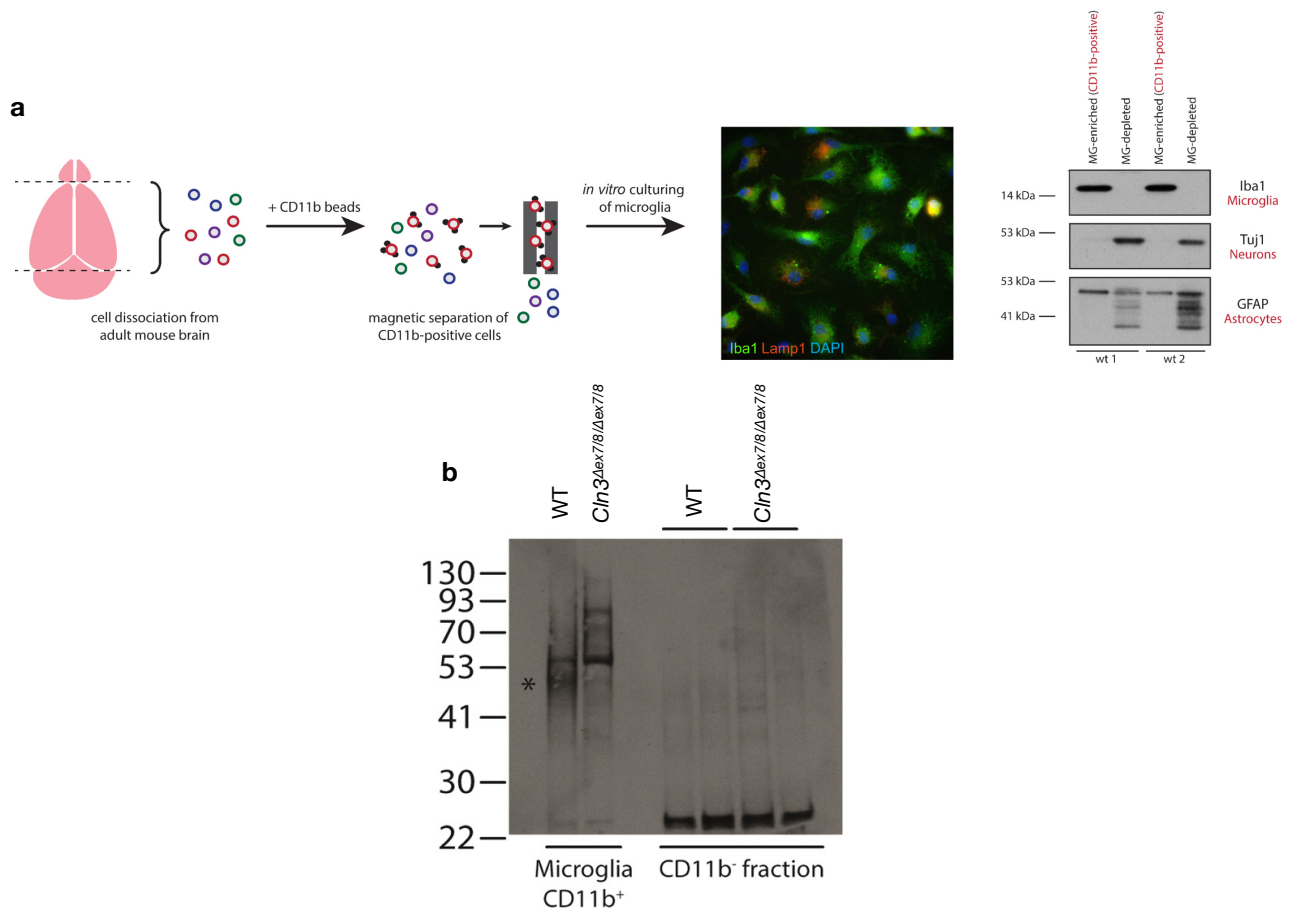 a
cell dissociation from
adult mouse brain
+ CD11b beads
magnetic separation of
CD11b-positive cells
in vitro culturing
of microglia
Iba1 Lamp1 DAPI
MG-enriched (CD11b-positive)
MG-depleted
MG-enriched (CD11b-positive)
MG-depleted
14 kDa
Iba1
Microglia
53 kDa
Tuj1
Neurons
53 kDa
41 kDa
GFAP
Astrocytes
wt 1
wt 2
b
WT
Cln3Δex7/8/Δex7/8
WT
Cln3Δex7/8/Δex7/8
130
93
70
53
*
41
30
22
Microglia
CD11b+
CD11b- fraction